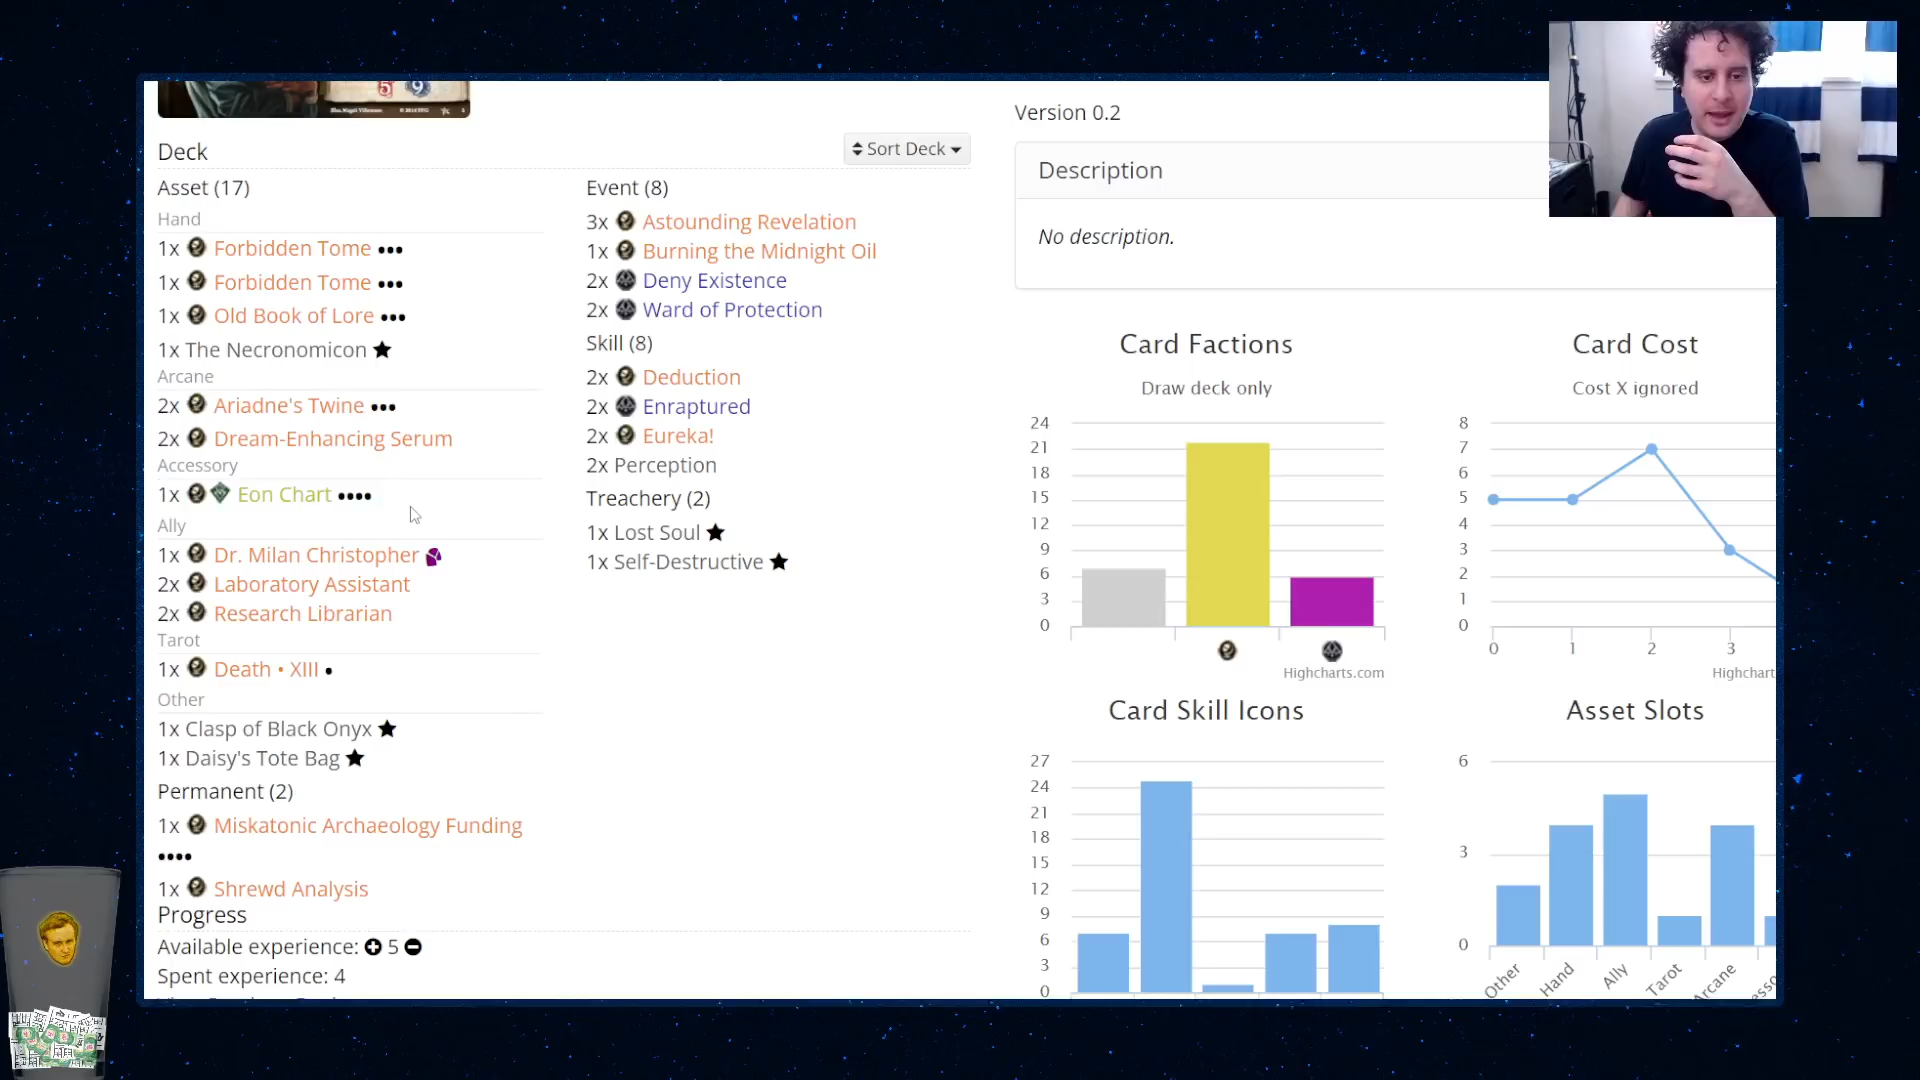 Deck
Sort Deck
Asset (17)
Hand
1x Forbidden Tome •••
1x Forbidden Tome •••
1x Old Book of Lore •••
1x The Necronomicon ★
Arcane
2x Ariadne's Twine •••
2x Dream-Enhancing Serum
Accessory
1x Eon Chart ••••
Ally
1x Dr. Milan Christopher
2x Laboratory Assistant
2x Research Librarian
Tarot
1x Death • XIII •
Other
1x Clasp of Black Onyx ★
1x Daisy's Tote Bag ★
Permanent (2)
1x Miskatonic Archaeology Funding
••••
1x Shrewd Analysis
Progress
Available experience: 5
Spent experience: 4
Event (8)
3x Astounding Revelation
1x Burning the Midnight Oil
2x Deny Existence
2x Ward of Protection
Skill (8)
2x Deduction
2x Enraptured
2x Eureka!
2x Perception
Treachery (2)
1x Lost Soul ★
1x Self-Destructive ★
Version 0.2
Description
No description.
Card Factions
Draw deck only
24
21
18
15
12
9
6
3
0
Highcharts.com
Card Cost
Cost X ignored
8
7
6
5
4
3
2
1
0
0 1 2 3
Highchart
Card Skill Icons
27
24
21
18
15
12
9
6
3
0
Asset Slots
6
3
0
Other Hand Ally Tarot Arcane